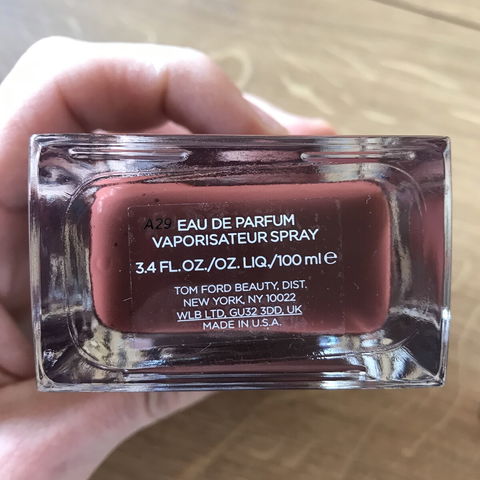 A29 EAU DE PARFUM
VAPORISATEUR SPRAY
3.4 FL.OZ./OZ. LIQ./100 ml ℮
TOM FORD BEAUTY, DIST.
NEW YORK, NY 10022
WLB LTD, GU32 3DD, UK
MADE IN U.S.A.